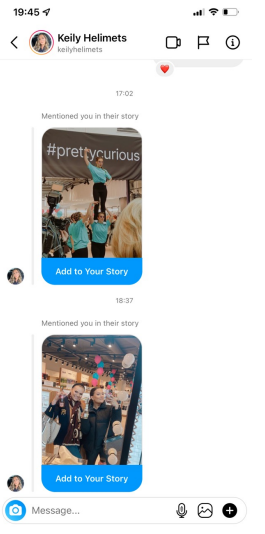 19:45
Keily Helimets
keilyhelimets
17:02
Mentioned you in their story
#prettycurious
Add to Your Story
18:37
Mentioned you in their story
Add to Your Story
Message...